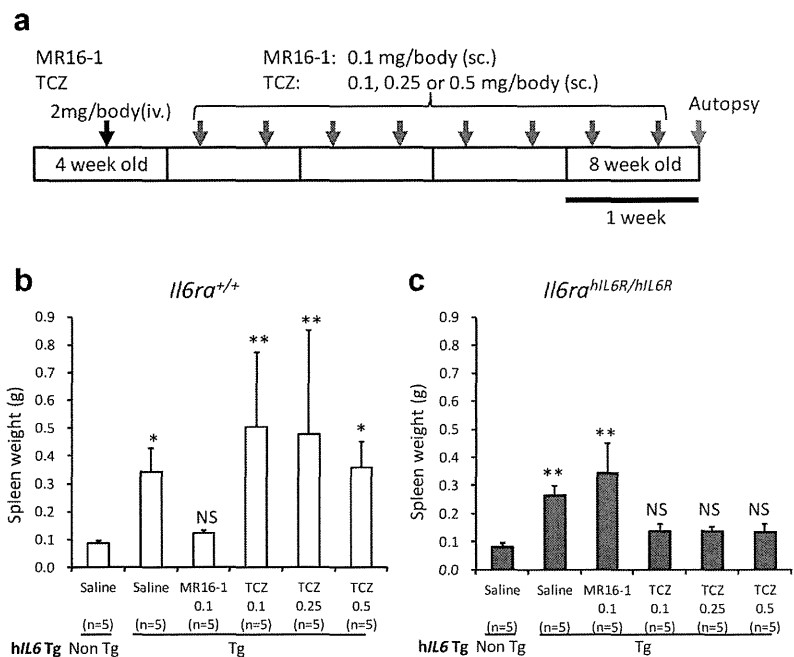 a
MR16-1
TCZ
2mg/body(iv.)
MR16-1: 0.1 mg/body (sc.)
TCZ: 0.1, 0.25 or 0.5 mg/body (sc.)
Autopsy
4 week old
8 week old
1 week
b
Il6ra+/+
Spleen weight (g)
0.9
0.8
0.7
0.6
0.5
0.4
0.3
0.2
0.1
0.0
* NS ** ** *
Saline Saline MR16-1 TCZ TCZ TCZ
0.1 0.1 0.25 0.5
(n=5) (n=5) (n=5) (n=5) (n=5) (n=5)
hIL6 Tg Non Tg Tg
c
Il6rahIL6R/hIL6R
Spleen weight (g)
0.9
0.8
0.7
0.6
0.5
0.4
0.3
0.2
0.1
0.0
** ** NS NS NS
Saline Saline MR16-1 TCZ TCZ TCZ
0.1 0.1 0.25 0.5
(n=5) (n=5) (n=5) (n=5) (n=5) (n=5)
Non Tg Tg